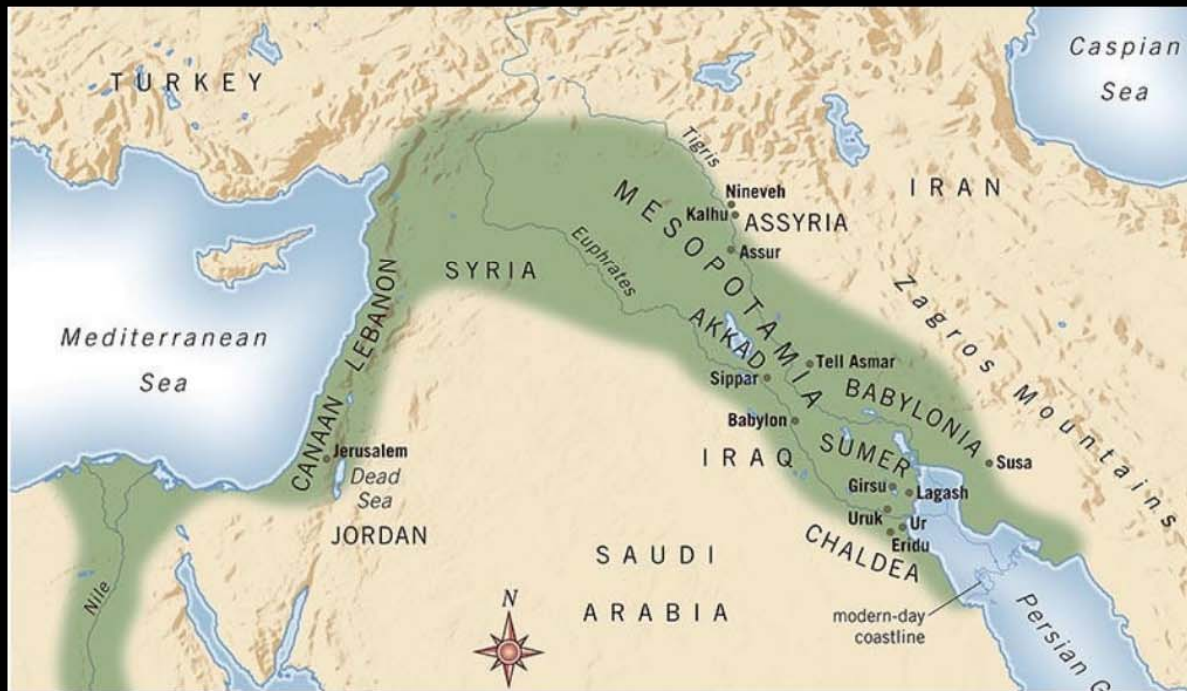 Caspian
Sea
TURKEY
Tigris
IRAN
Nineveh
Kalhu
ASSYRIA
MESOPOTAMIA
Assur
Euphrates
SYRIA
LEBANON
Zagros Mountains
Mediterranean
Sea
AKKAD
Tell Asmar
Sippar
BABYLONIA
CANAAN
Babylon
SUMER
Jerusalem
Dead
Sea
IRAQ
Susa
Girsu
Lagash
Uruk
Ur
Eridu
JORDAN
CHALDEA
SAUDI
ARABIA
Nile
N
modern-day
coastline
Persian G